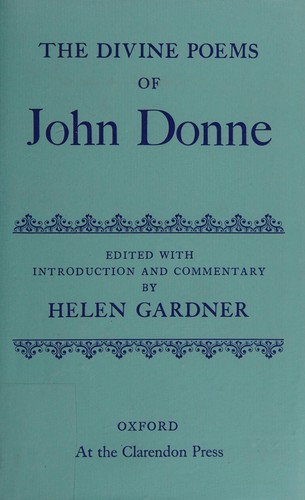 THE DIVINE POEMS
OF
John Donne
EDITED WITH
INTRODUCTION AND COMMENTARY
BY
HELEN GARDNER
OXFORD
At the Clarendon Press